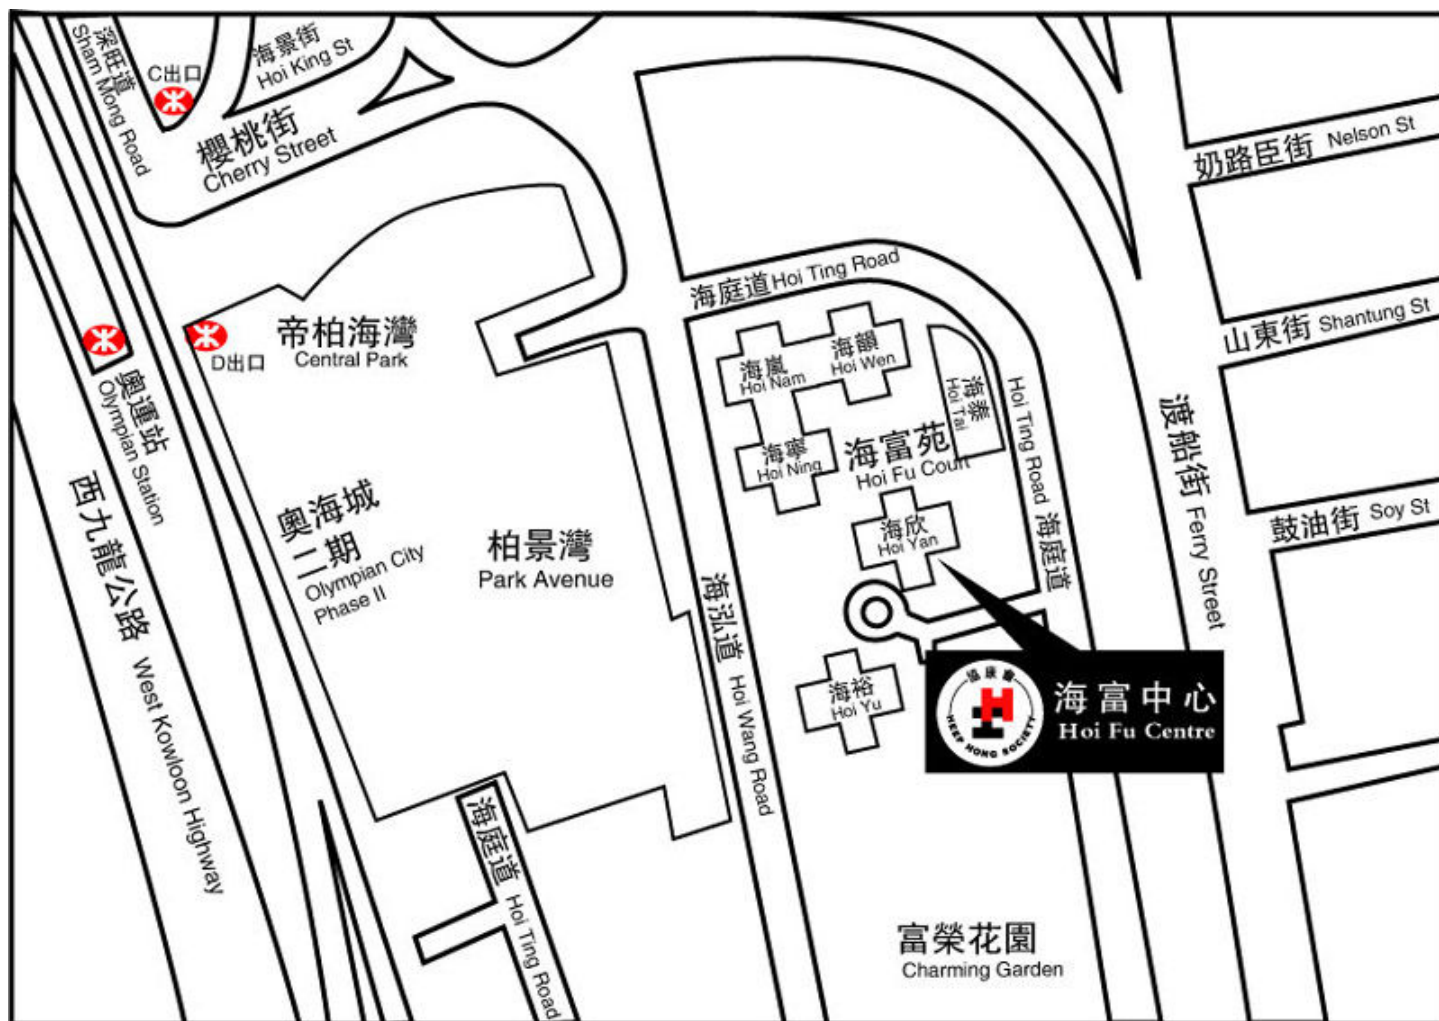 深旺道
Sham Mong Road
C出口
海景街
Hoi King St
櫻桃街
Cherry Street
奶路臣街 Nelson St
海庭道 Hoi Ting Road
山東街 Shantung St
帝柏海灣
Central Park
D出口
奧運站
Olympian Station
海嵐
Hoi Nam
海韻
Hoi Wen
海泰
Hoi Tai
海寧
Hoi Ning
海富苑
Hoi Fu Court
Hoi Ting Road 海庭道
渡船街 Ferry Street
鼓油街 Soy St
西九龍公路 West Kowloon Highway
奧海城
二期
Olympian City
Phase II
柏景灣
Park Avenue
海欣
Hoi Yan
海泓道 Hoi Wang Road
海裕
Hoi Yu
協康會
HEEP HONG SOCIETY
海富中心
Hoi Fu Centre
海庭道 Hoi Ting Road
富榮花園
Charming Garden